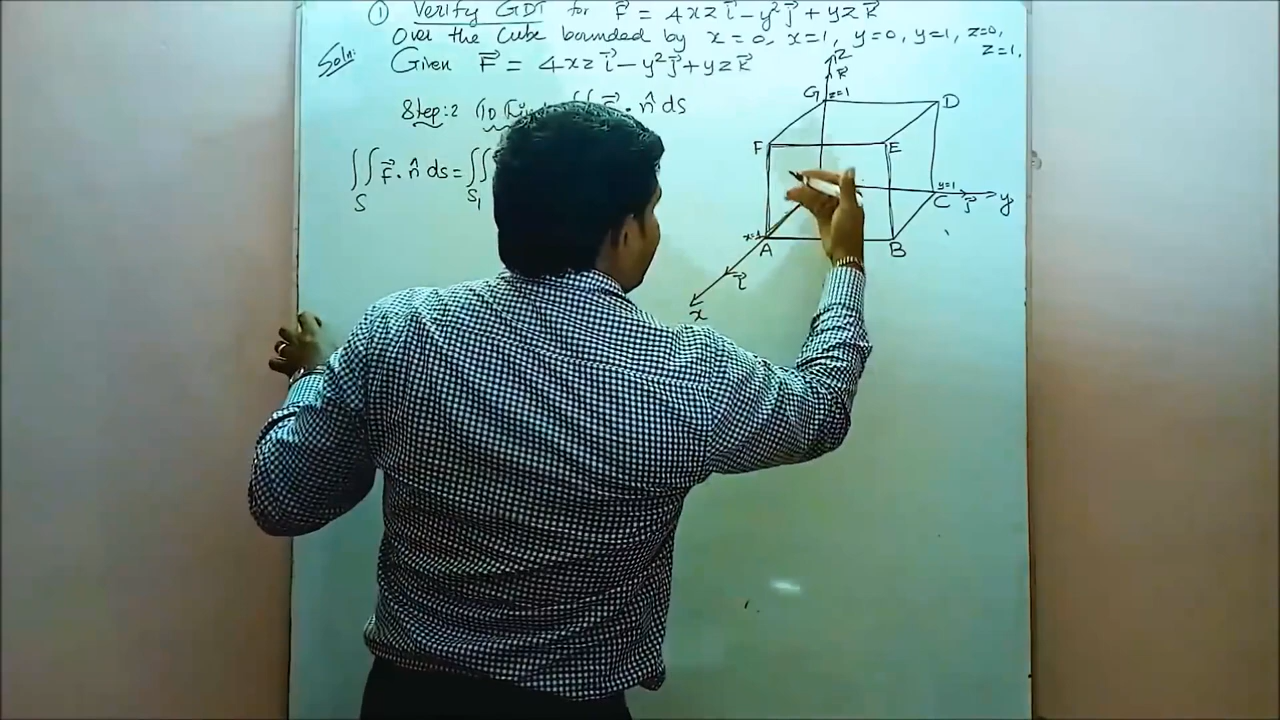 ① Verify GDT for F⃗ = 4xz i⃗ - y² j⃗ + yz k⃗
Over the Cube bounded by x=0, x=1, y=0, y=1, z=0,
z=1.
Soln: Given F⃗ = 4xz i⃗ - y² j⃗ + yz k⃗
Step:2 To · n̂ ds
∬ F⃗ · n̂ ds = ∬
S S₁
z
k⃗
G z=1 D
F E
y=1
C j⃗ y
x=1 A B
i⃗
x